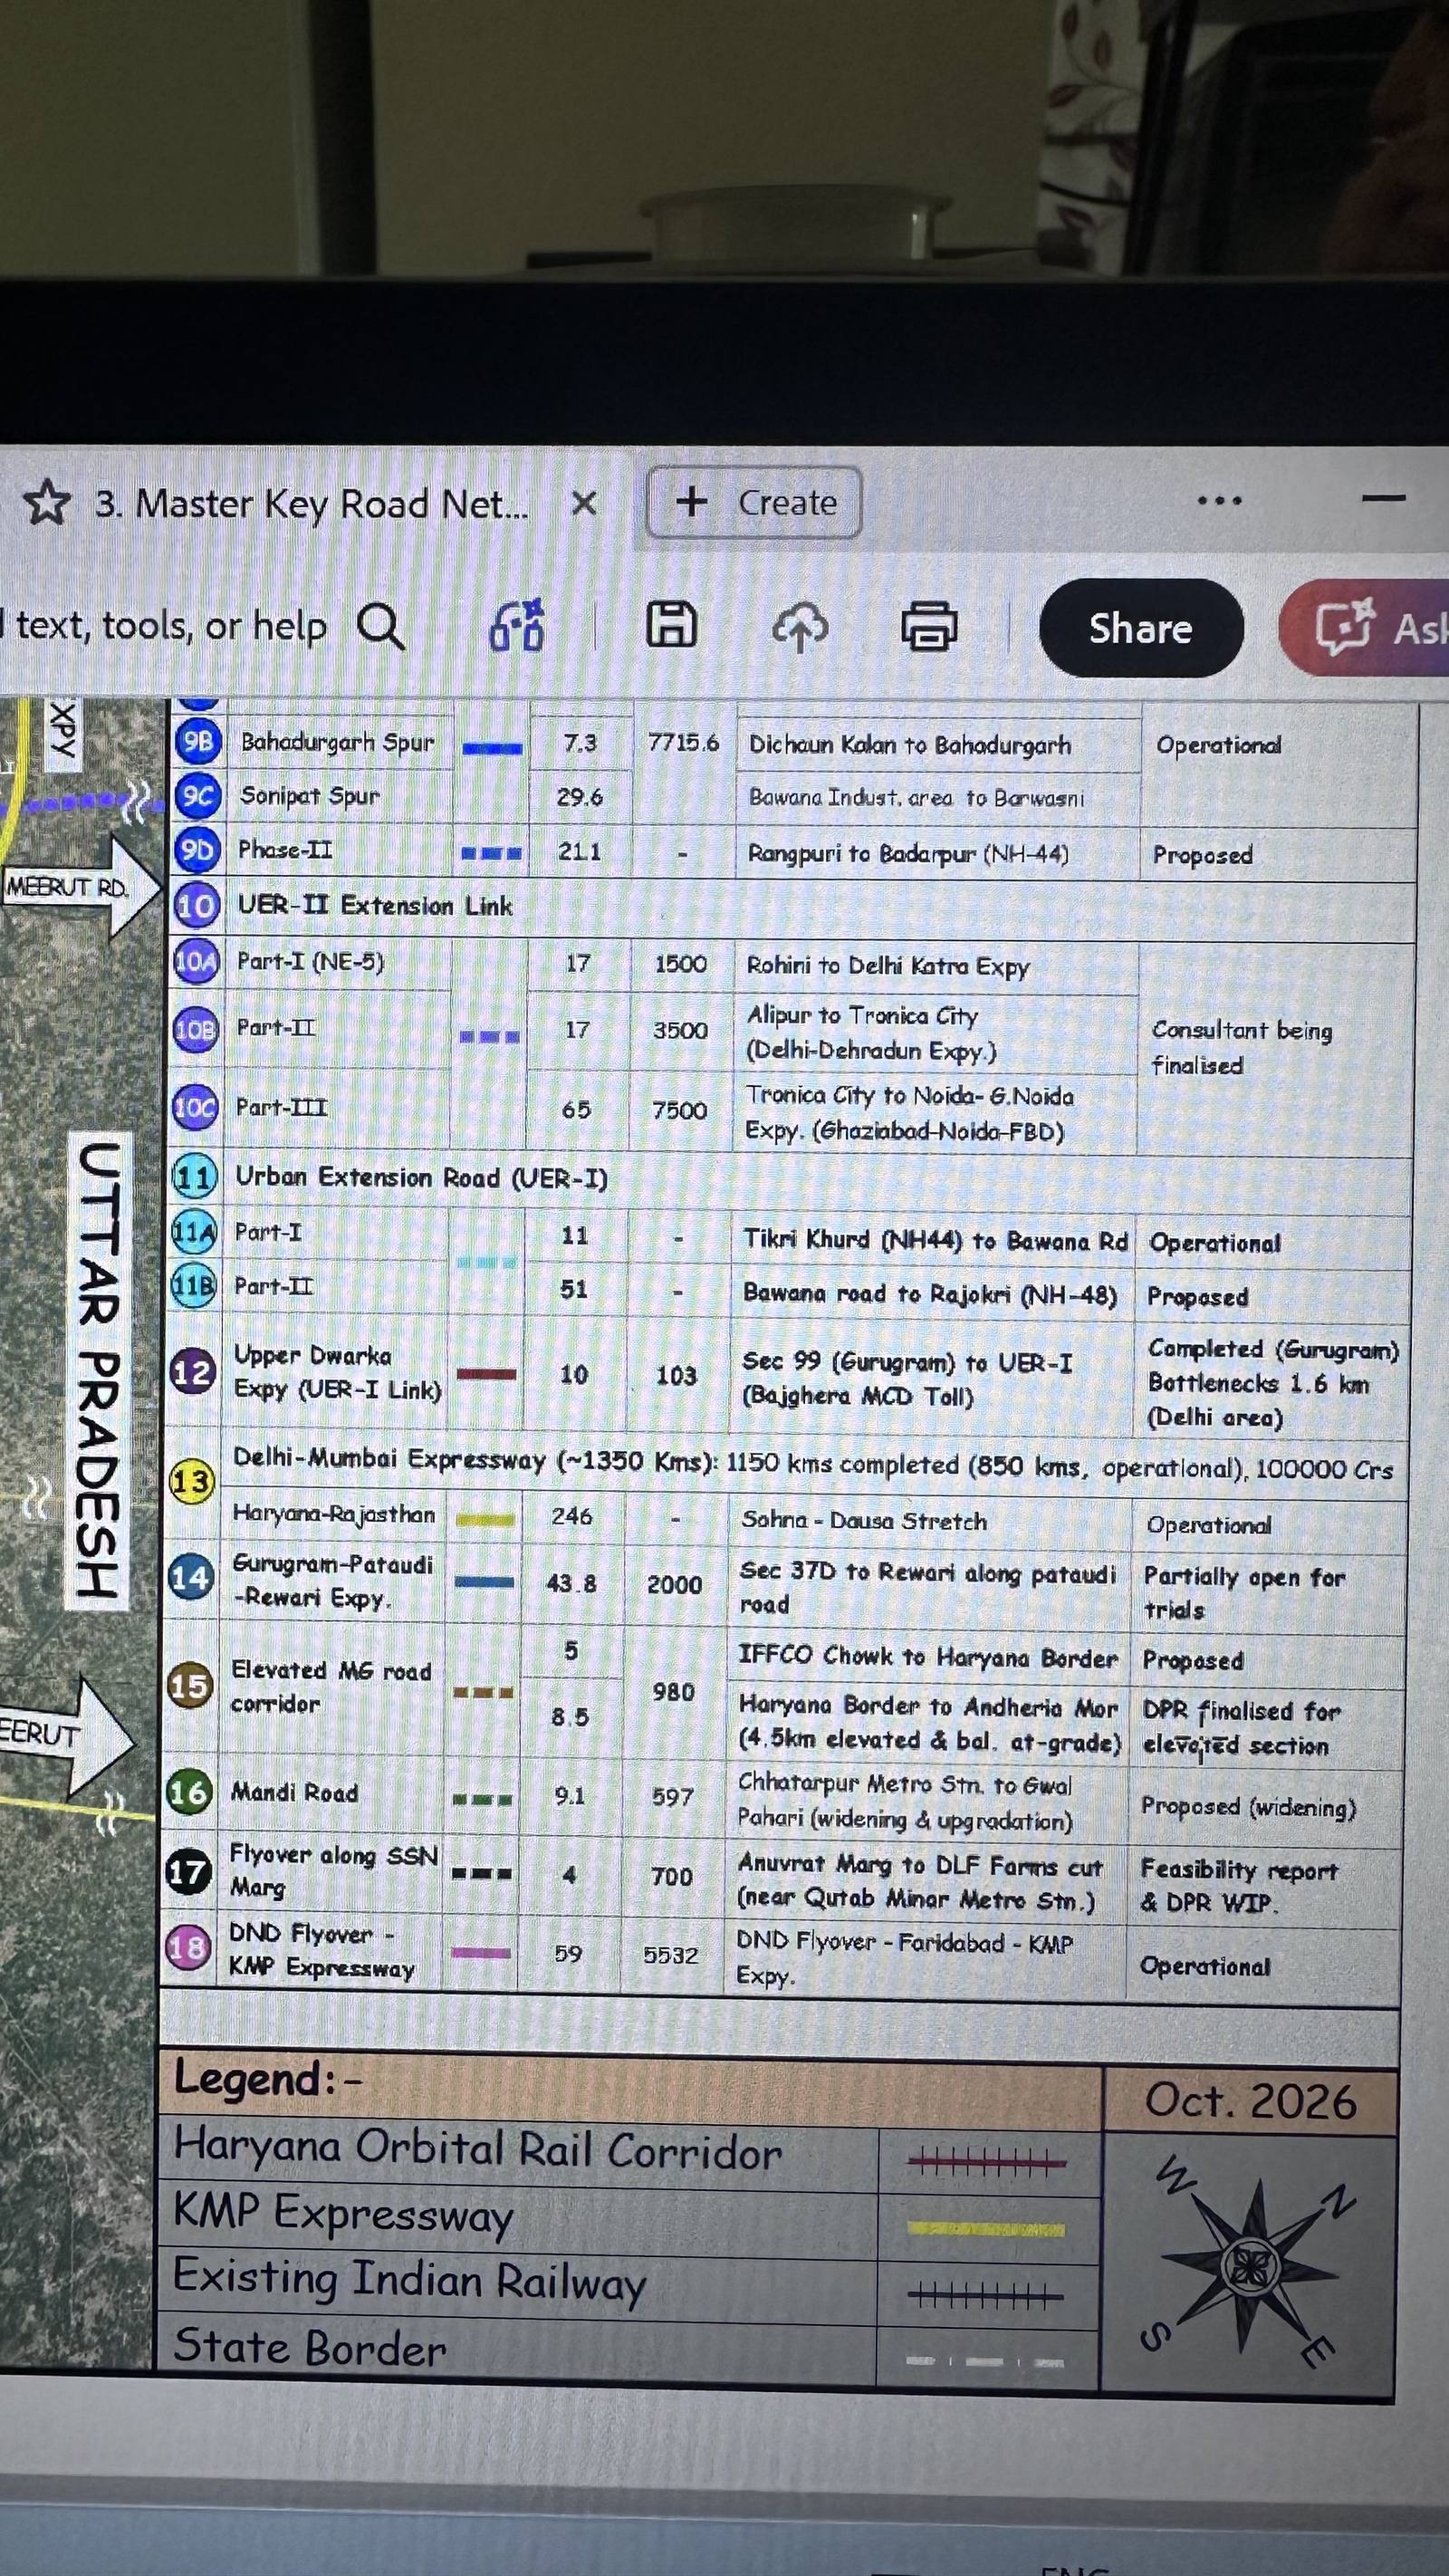 3. Master Key Road Net...
+ Create
text, tools, or help
Share
XPY
9B Bahadurgarh Spur 7.3 7715.6 Dichaun Kalan to Bahadurgarh Operational
9C Sonipat Spur 29.6 Bawana Indust. area to Barwasni
9D Phase-II 21.1 - Rangpuri to Badarpur (NH-44) Proposed
MEERUT RD.
10 UER-II Extension Link
10A Part-I (NE-5) 17 1500 Rohini to Delhi Katra Expy
10B Part-II 17 3500 Alipur to Tronica City
(Delhi-Dehradun Expy.)
Consultant being
finalised
10C Part-III 65 7500 Tronica City to Noida- G.Noida
Expy. (Ghaziabad-Noida-FBD)
UTTAR PRADESH
11 Urban Extension Road (UER-I)
11A Part-I 11 - Tikri Khurd (NH44) to Bawana Rd Operational
11B Part-II 51 - Bawana road to Rajokri (NH-48) Proposed
12 Upper Dwarka
Expy (UER-I Link)
10 103
Sec 99 (Gurugram) to UER-I
(Bajghera MCD Toll)
Completed (Gurugram)
Bottlenecks 1.6 km
(Delhi area)
13 Delhi-Mumbai Expressway (~1350 Kms): 1150 kms completed (850 kms, operational), 100000 Crs
Haryana-Rajasthan 246 - Sohna - Dausa Stretch Operational
14 Gurugram-Pataudi
-Rewari Expy.
43.8 2000
Sec 37D to Rewari along pataudi
road
Partially open for
trials
15 Elevated MG road
corridor
5 IFFCO Chowk to Haryana Border Proposed
980
8.5 Haryana Border to Andheria Mor
(4.5km elevated & bal. at-grade)
DPR finalised for
elevated section
EERUT
16 Mandi Road 9.1 597
Chhatarpur Metro Stn. to Gwal
Pahari (widening & upgradation)
Proposed (widening)
17 Flyover along SSN
Marg
4 700
Anuvrat Marg to DLF Farms cut
(near Qutab Minar Metro Stn.)
Feasibility report
& DPR WIP.
18 DND Flyover -
KMP Expressway
59 5532
DND Flyover - Faridabad - KMP
Expy.
Operational
Legend:-
Oct. 2026
Haryana Orbital Rail Corridor
KMP Expressway
Existing Indian Railway
State Border
W N
S E